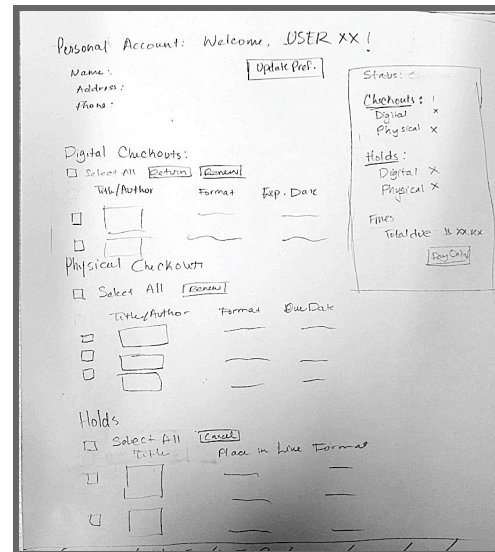 Personal Account: Welcome, USER XX!
Name:
Address:
Phone:
Update Pref.
Status:
Checkouts:
Digital X
Physical X
Holds:
Digital X
Physical X
Fines
Total due $ XX.XX
Digital Checkouts:
Select All Return Renew
Title/Author Format Exp. Date
Physical Checkouts
Select All Renew
Title/Author Format Due Date
Holds
Select All Cancel
Title Place in Line Format